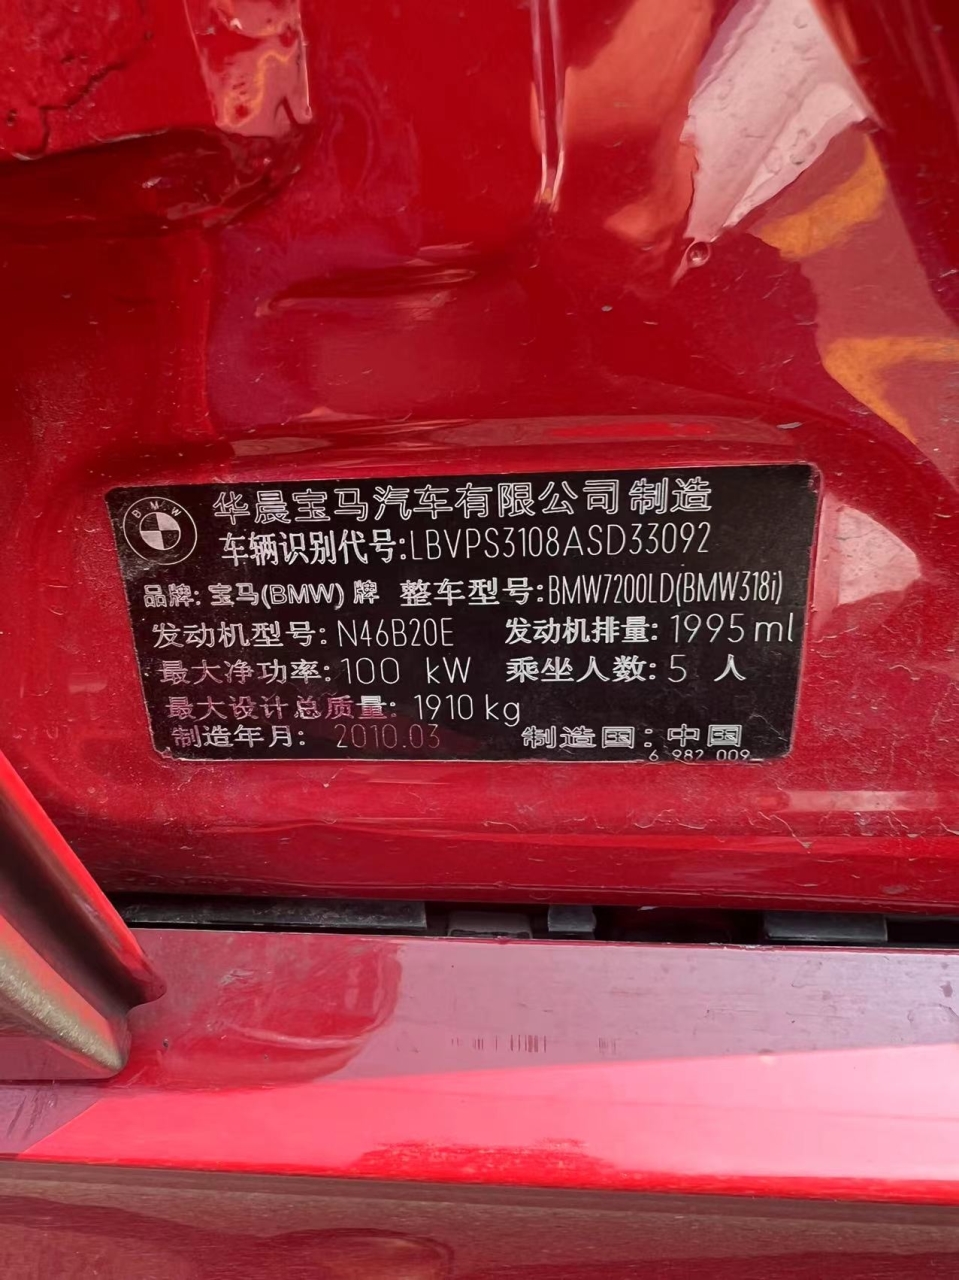 BMW
华晨宝马汽车有限公司 制造
车辆识别代号:LBVPS3108ASD33092
品牌: 宝马(BMW) 牌 整车型号:BMW7200LD(BMW318i)
发动机型号: N46B20E 发动机排量: 1995 ml
最大净功率: 100 kW 乘坐人数: 5 人
最大设计总质量: 1910 kg
制造年月: 2010.03 制造国: 中国
6 982 009